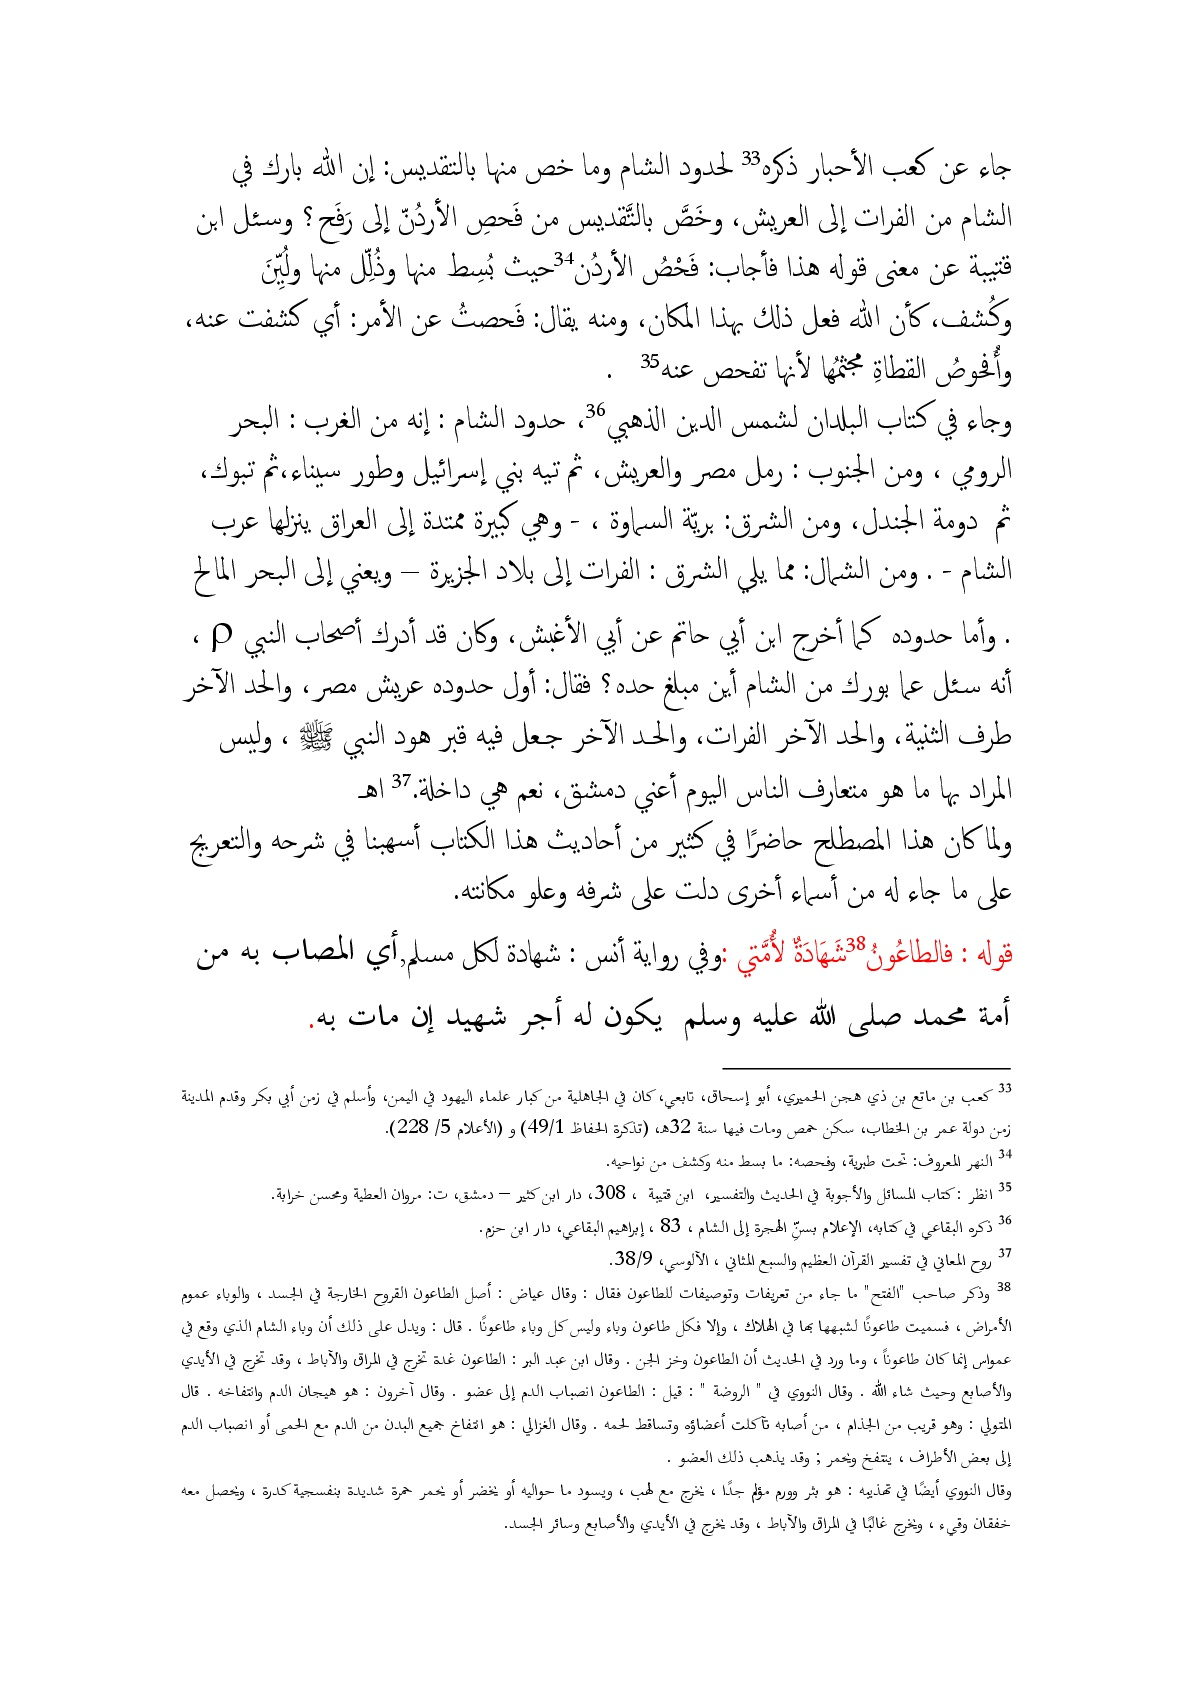 جاء عن كعب الأحبار ذكره33 لحدود الشام وما خص منها بالتقديس: إن الله بارك في
الشام من الفرات إلى العريش، وخَصَّ بالتَّقديس من فَحصِ الأردُنّ إلى رَفَح؟ وسئل ابن
قتيبة عن معنى قوله هذا فأجاب: فَحْصُ الأردُن34حيث بُسِط منها وذُلِّل منها ولُيِّنَ
وكُشف، كأن الله فعل ذلك بهذا المكان، ومنه يقال: فَحصتُ عن الأمر: أي كشفت عنه،
وأُفحوصُ القطاةِ مجثمُها لأنها تفحص عنه35 .
وجاء في كتاب البلدان لشمس الدين الذهبي36، حدود الشام : إنه من الغرب : البحر
الرومي ، ومن الجنوب : رمل مصر والعريش، ثم تيه بني إسرائيل وطور سيناء،ثم تبوك،
ثم دومة الجندل، ومن الشرق: بريّة السماوة ، - وهي كبيرة ممتدة إلى العراق ينزلها عرب
الشام - . ومن الشمال: مما يلي الشرق : الفرات إلى بلاد الجزيرة – ويعني إلى البحر المالح
. وأما حدوده كما أخرج ابن أبي حاتم عن أبي الأغبش، وكان قد أدرك أصحاب النبي ρ ،
أنه سئل عما بورك من الشام أين مبلغ حده؟ فقال: أول حدوده عريش مصر، والحد الآخر
طرف الثنية، والحد الآخر الفرات، والحد الآخر جعل فيه قبر هود النبي ﷺ ، وليس
المراد بها ما هو متعارف الناس اليوم أعني دمشق، نعم هي داخلة.37 اهـ
ولما كان هذا المصطلح حاضرًا في كثير من أحاديث هذا الكتاب أسهبنا في شرحه والتعريج
على ما جاء له من أسماء أخرى دلت على شرفه وعلو مكانته.
قوله : فالطاعُونُ38شَهَادَةٌ لأُمَّتي :وفي رواية أنس : شهادة لكل مسلم,أي المصاب به من
أمة محمد صلى الله عليه وسلم يكون له أجر شهيد إن مات به.
33 كعب بن ماتع بن ذي هجن الحميري، أبو إسحاق، تابعي، كان في الجاهلية من كبار علماء اليهود في اليمن، وأسلم في زمن أبي بكر وقدم المدينة
زمن دولة عمر بن الخطاب، سكن حمص ومات فيها سنة 32هـ، (تذكرة الحفاظ 49/1) و (الأعلام 5/ 228).
34 النهر المعروف: تحت طبرية، وفحصه: ما بسط منه وكشف من نواحيه.
35 انظر : كتاب المسائل والأجوبة في الحديث والتفسير، ابن قتيبة ، 308، دار ابن كثير – دمشق، ت: مروان العطية ومحسن خرابة.
36 ذكره البقاعي في كتابه، الإعلام بسنِّ الهجرة إلى الشام ، 83 ، إبراهيم البقاعي، دار ابن حزم.
37 روح المعاني في تفسير القرآن العظيم والسبع المثاني ، الآلوسي، 38/9.
38 وذكر صاحب "الفتح" ما جاء من تعريفات وتوصيفات للطاعون فقال : وقال عياض : أصل الطاعون القروح الخارجة في الجسد ، والوباء عموم
الأمراض ، فسميت طاعونًا لشبهها بها في الهلاك ، وإلا فكل طاعون وباء وليس كل وباء طاعونًا . قال : ويدل على ذلك أن وباء الشام الذي وقع في
عمواس إنما كان طاعوناً ، وما ورد في الحديث أن الطاعون وخز الجن . وقال ابن عبد البر : الطاعون غدة تخرج في المراق والآباط ، وقد تخرج في الأيدي
والأصابع وحيث شاء الله . وقال النووي في " الروضة " : قيل : الطاعون انصباب الدم إلى عضو . وقال آخرون : هو هيجان الدم وانتفاخه . قال
المتولي : وهو قريب من الجذام ، من أصابه تآكلت أعضاؤه وتساقط لحمه . وقال الغزالي : هو انتفاخ جميع البدن من الدم مع الحمى أو انصباب الدم
إلى بعض الأطراف ، ينتفخ ويحمر ; وقد يذهب ذلك العضو .
وقال النووي أيضًا في تهذيبه : هو بثر وورم مؤلم جدًا ، يخرج مع لهب ، ويسود ما حواليه أو يخضر أو يحمر حمرة شديدة بنفسجية كدرة ، ويحصل معه
خفقان وقيء ، ويخرج غالبًا في المراق والآباط ، وقد يخرج في الأيدي والأصابع وسائر الجسد.